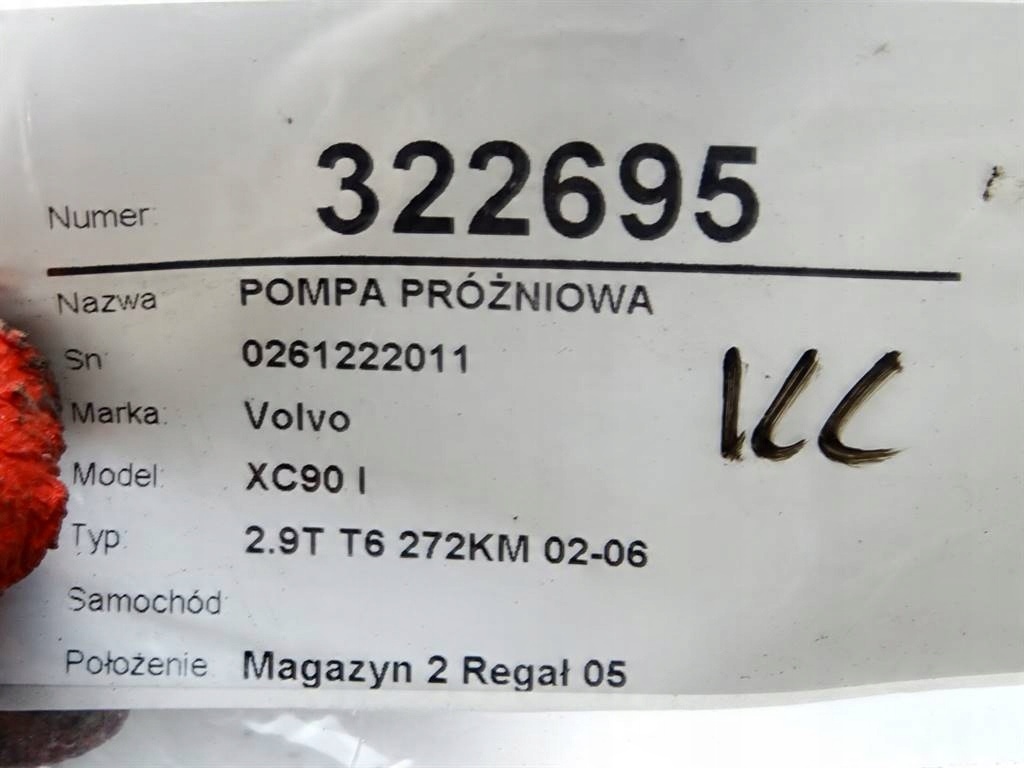 Numer: 322695
Nazwa POMPA PRÓŻNIOWA
Sn 0261222011
Marka: Volvo
Model: XC90 I
Typ: 2.9T T6 272KM 02-06
Samochód
Położenie Magazyn 2 Regał 05